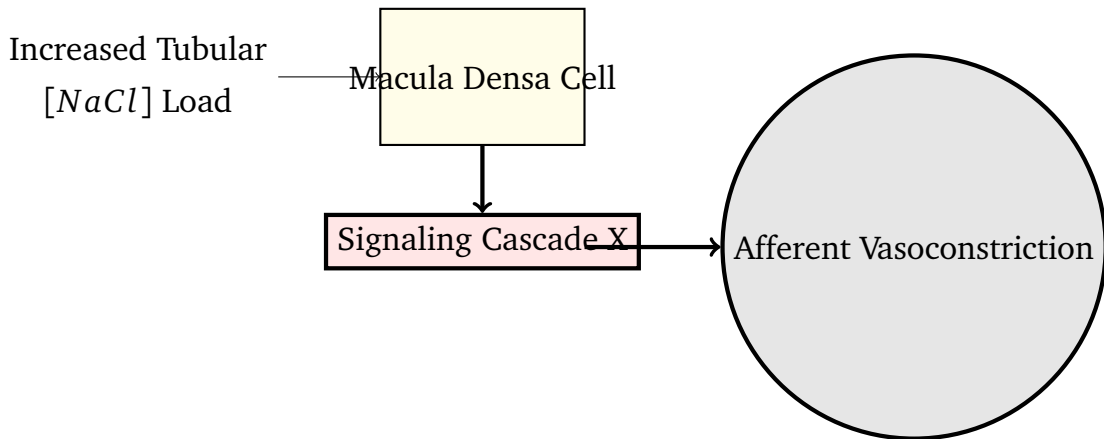 Increased Tubular
[NaCl] Load
Macula Densa Cell
Signaling Cascade X
Afferent Vasoconstriction